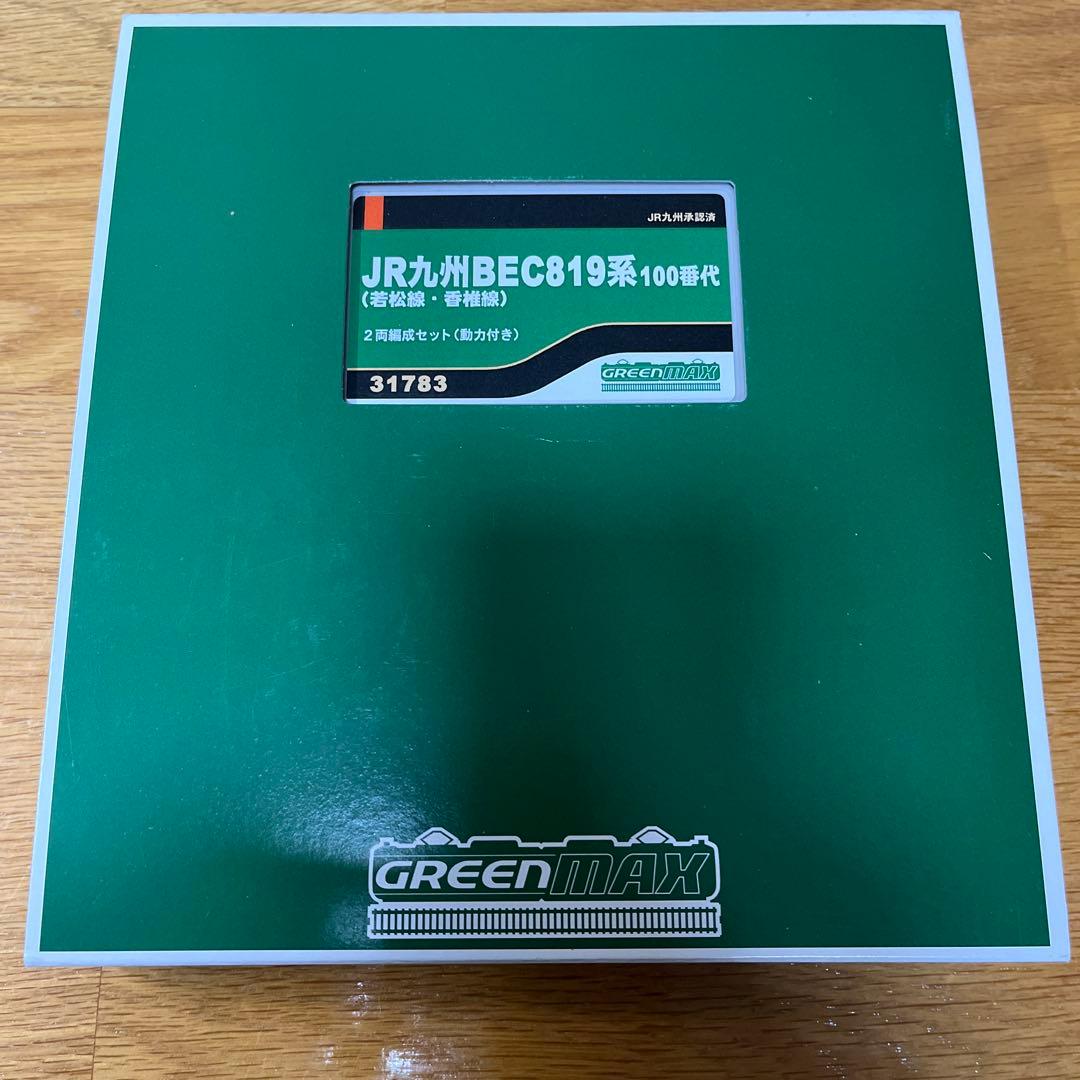 JR九州承認済
JR九州BEC819系100番代
(若松線・香椎線)
2両編成セット(動力付き)
31783
GREENMAX
GREENMAX